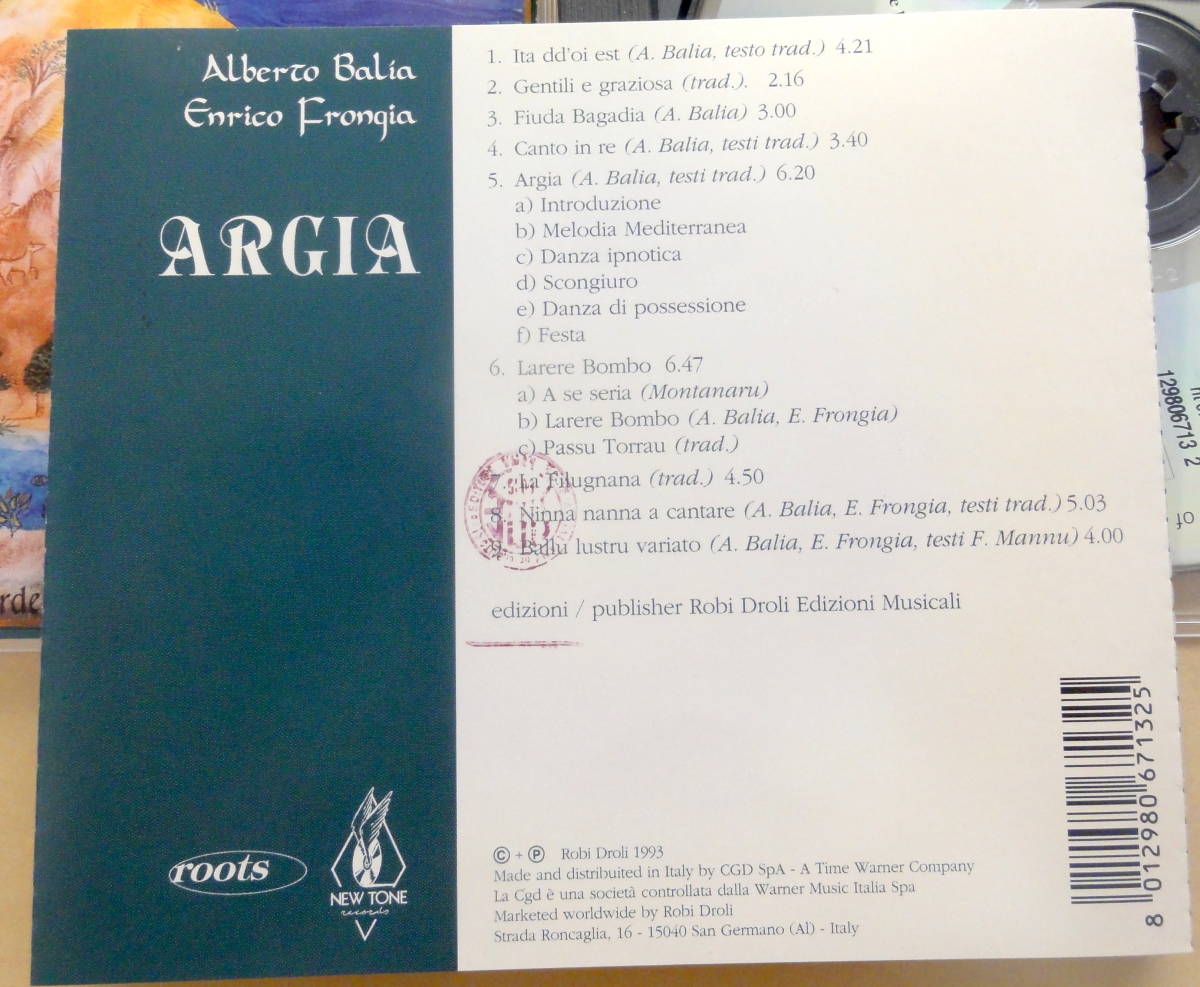 Alberto Balia
Enrico Frongia
ARGIA
1. Ita dd'oi est (A. Balia, testo trad.) 4.21
2. Gentili e graziosa (trad.). 2.16
3. Fiuda Bagadia (A. Balia) 3.00
4. Canto in re (A. Balia, testi trad.) 3.40
5. Argia (A. Balia, testi trad.) 6.20
a) Introduzione
b) Melodia Mediterranea
c) Danza ipnotica
d) Scongiuro
e) Danza di possessione
f) Festa
6. Larere Bombo 6.47
a) A se seria (Montanaru)
b) Larere Bombo (A. Balia, E. Frongia)
c) Passu Torrau (trad.)
7. La Filugnana (trad.) 4.50
8. Ninna nanna a cantare (A. Balia, E. Frongia, testi trad.) 5.03
9. Ballu lustru variato (A. Balia, E. Frongia, testi F. Mannu) 4.00
edizioni / publisher Robi Droli Edizioni Musicali
© + ℗ Robi Droli 1993
Made and distribuited in Italy by CGD SpA - A Time Warner Company
La Cgd è una società controllata dalla Warner Music Italia Spa
Marketed worldwide by Robi Droli
Strada Roncaglia, 16 - 15040 San Germano (Al) - Italy
roots
NEW TONE
records
8 012980 671325
129806713 2
rde
of